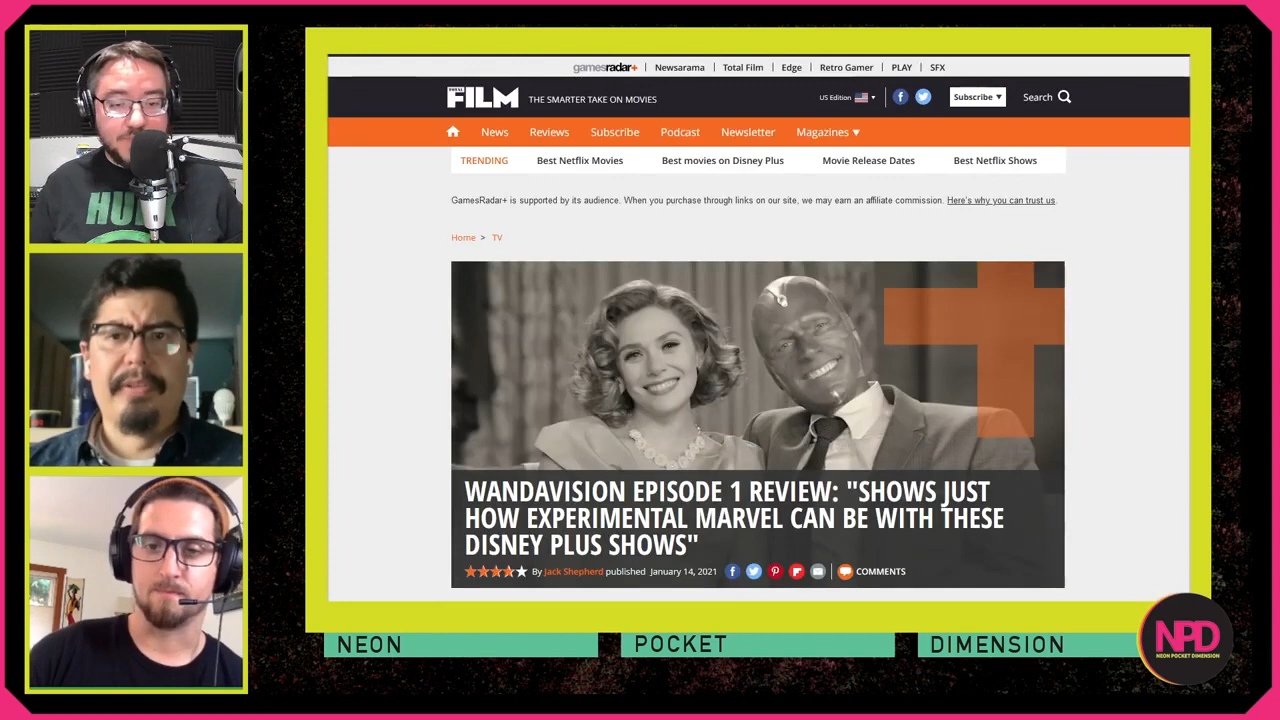 HULK
gamesradar+ Newsarama Total Film Edge Retro Gamer PLAY SFX
TOTAL FILM THE SMARTER TAKE ON MOVIES US Edition Subscribe Search
News Reviews Subscribe Podcast Newsletter Magazines
TRENDING Best Netflix Movies Best movies on Disney Plus Movie Release Dates Best Netflix Shows
GamesRadar+ is supported by its audience. When you purchase through links on our site, we may earn an affiliate commission. Here's why you can trust us.
Home > TV
WANDAVISION EPISODE 1 REVIEW: "SHOWS JUST
HOW EXPERIMENTAL MARVEL CAN BE WITH THESE
DISNEY PLUS SHOWS"
By Jack Shepherd published January 14, 2021 COMMENTS
NEON POCKET DIMENSION
NPD
NEON POCKET DIMENSION